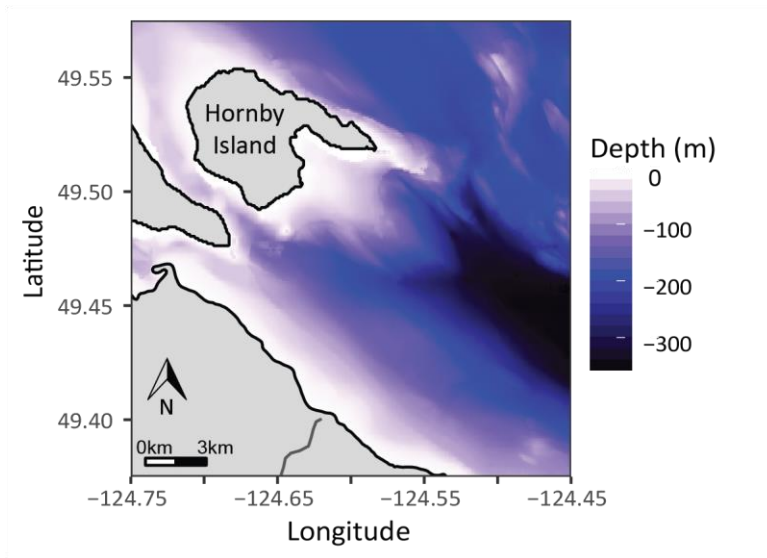 49.55
49.50
49.45
49.40
Latitude
Hornby
Island
N
0km 3km
−124.75 −124.65 −124.55 −124.45
Longitude
Depth (m)
0
−100
−200
−300